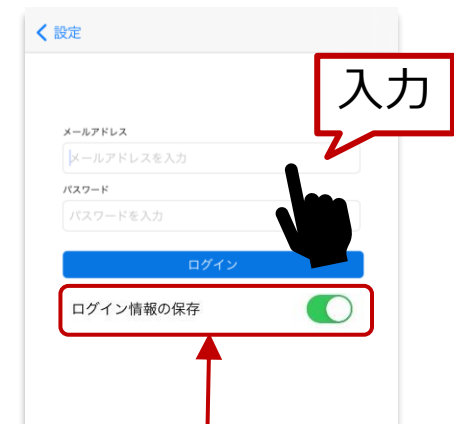 設定
入力
メールアドレス
メールアドレスを入力
パスワード
パスワードを入力
ログイン
ログイン情報の保存